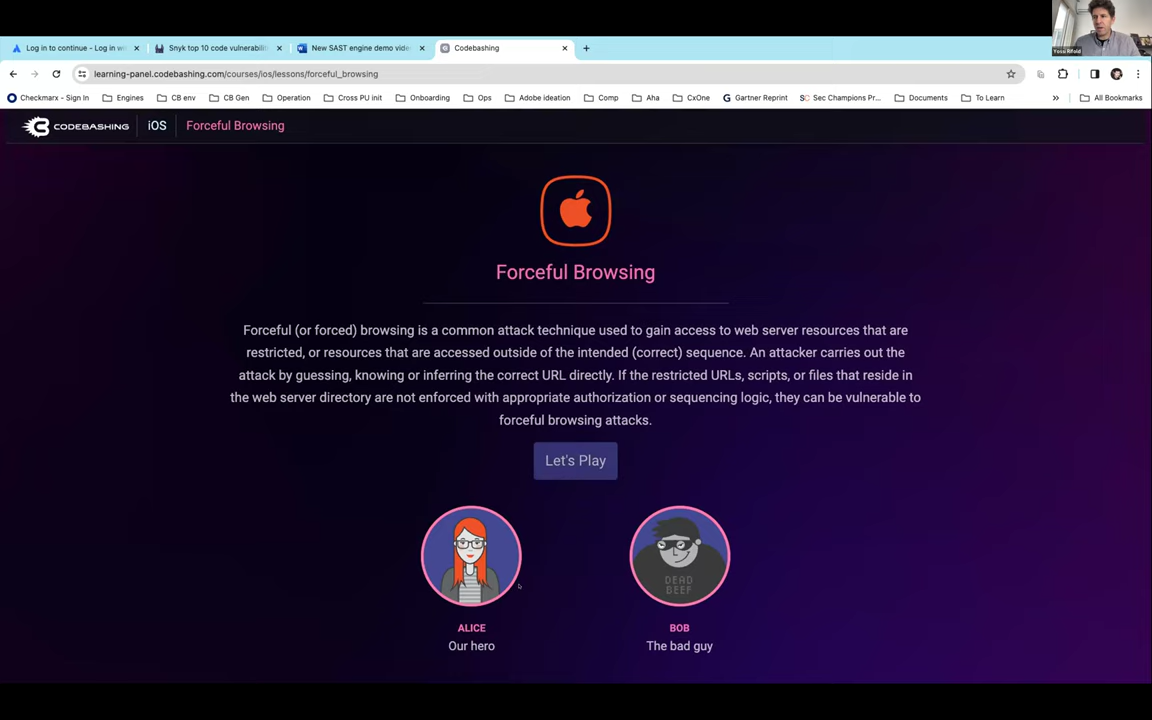 Log in to continue - Log in w
Snyk top 10 code vulnerabili
New SAST engine demo vide
Codebashing
learning-panel.codebashing.com/courses/ios/lessons/forceful_browsing
Checkmarx - Sign In
Engines
CB env
CB Gen
Operation
Cross PU init
Onboarding
Ops
Adobe ideation
Comp
Aha
CxOne
Gartner Reprint
Sec Champions Pr...
Documents
To Learn
All Bookmarks
Yossi Rifold
CODEBASHING
iOS
Forceful Browsing
Forceful Browsing
Forceful (or forced) browsing is a common attack technique used to gain access to web server resources that are
restricted, or resources that are accessed outside of the intended (correct) sequence. An attacker carries out the
attack by guessing, knowing or inferring the correct URL directly. If the restricted URLs, scripts, or files that reside in
the web server directory are not enforced with appropriate authorization or sequencing logic, they can be vulnerable to
forceful browsing attacks.
Let's Play
DEAD
BEEF
ALICE
Our hero
BOB
The bad guy